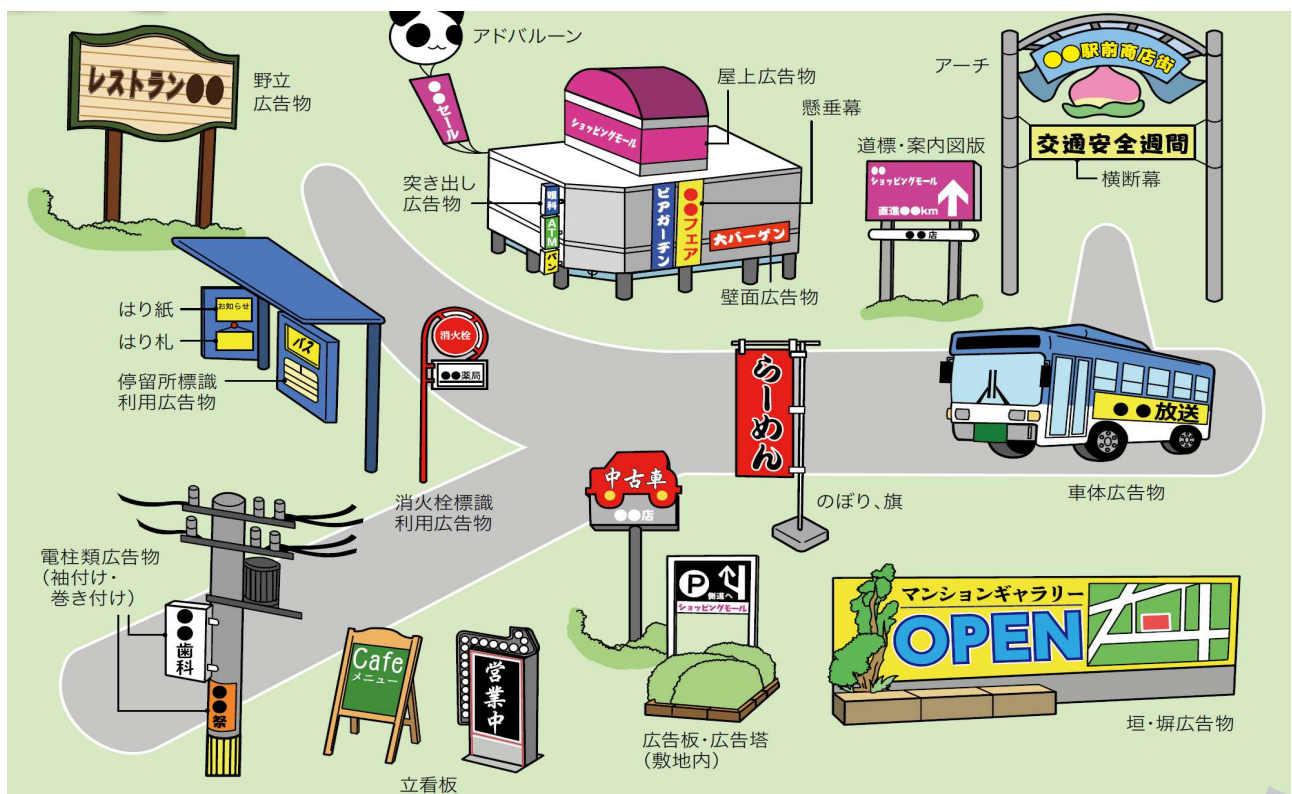 レストラン●●
野立
広告物
アドバルーン
●●セール
ショッピングモール
屋上広告物
懸垂幕
突き出し
広告物
眼科
ATM
パン
ビアガーデン
●●フェア
大バーゲン
壁面広告物
アーチ
●●駅前商店街
交通安全週間
横断幕
道標・案内図版
●●
ショッピングモール
直進●●km
●●店
はり紙
はり札
お知らせ
バス
停留所標識
利用広告物
消火栓
●●薬局
消火栓標識
利用広告物
らーめん
のぼり、旗
●●放送
車体広告物
電柱類広告物
(袖付け・
巻き付け)
●●歯科
●●祭
Cafe
メニュー
営業中
立看板
中古車
●●店
P
側道へ
ショッピングモール
広告板・広告塔
(敷地内)
マンションギャラリー
OPEN
垣・塀広告物